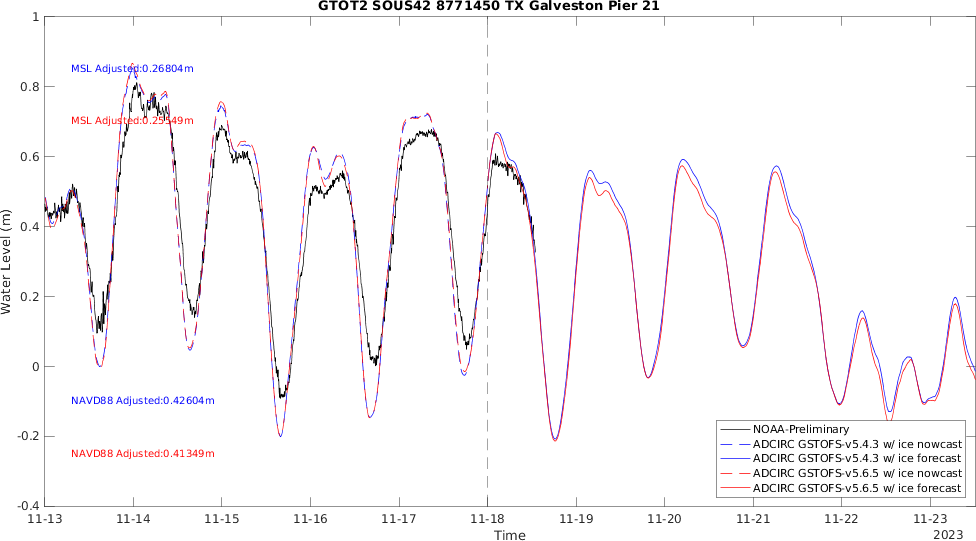 GTOT2 SOUS42 8771450 TX Galveston Pier 21
1
0.8
0.6
0.4
0.2
0
-0.2
-0.4
Water Level (m)
MSL Adjusted:0.26804m
MSL Adjusted:0.25549m
NAVD88 Adjusted:0.42604m
NAVD88 Adjusted:0.41349m
NOAA-Preliminary
ADCIRC GSTOFS-v5.4.3 w/ ice nowcast
ADCIRC GSTOFS-v5.4.3 w/ ice forecast
ADCIRC GSTOFS-v5.6.5 w/ ice nowcast
ADCIRC GSTOFS-v5.6.5 w/ ice forecast
11-13 11-14 11-15 11-16 11-17 11-18 11-19 11-20 11-21 11-22 11-23
Time
2023